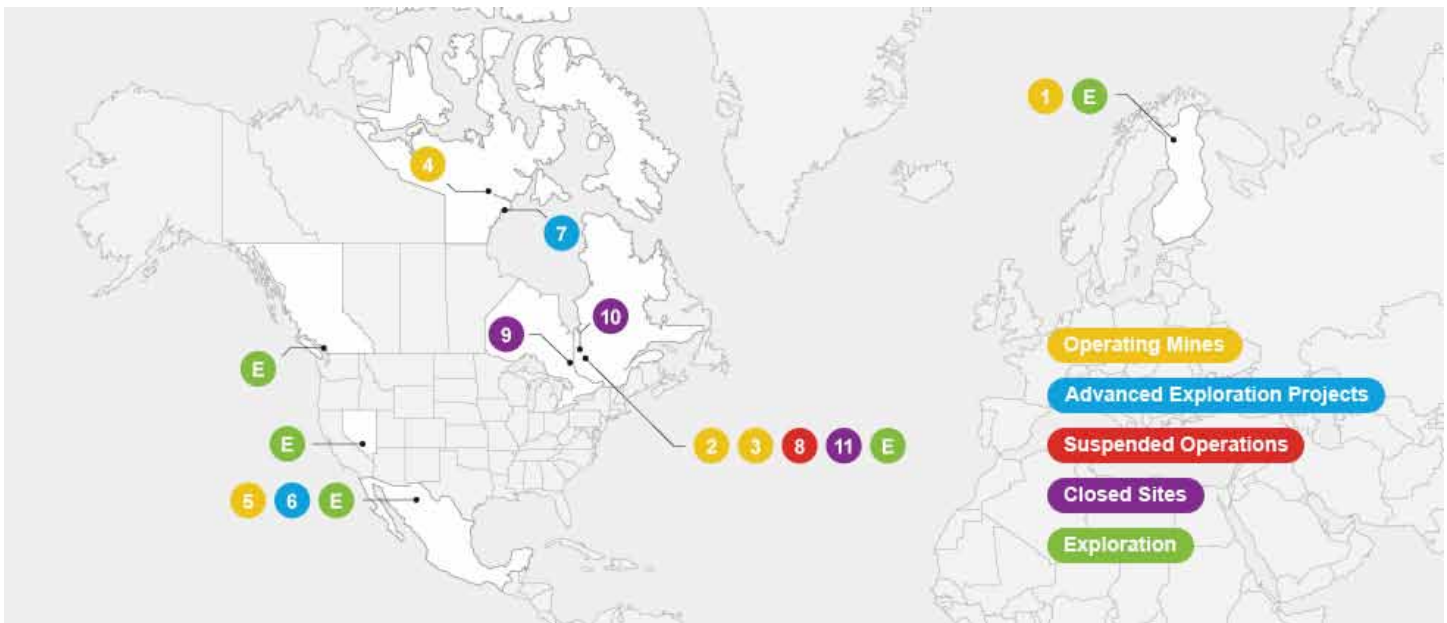 1 E
4
7
10
9
E
2 3 8 11 E
E
5 6 E
Operating Mines
Advanced Exploration Projects
Suspended Operations
Closed Sites
Exploration